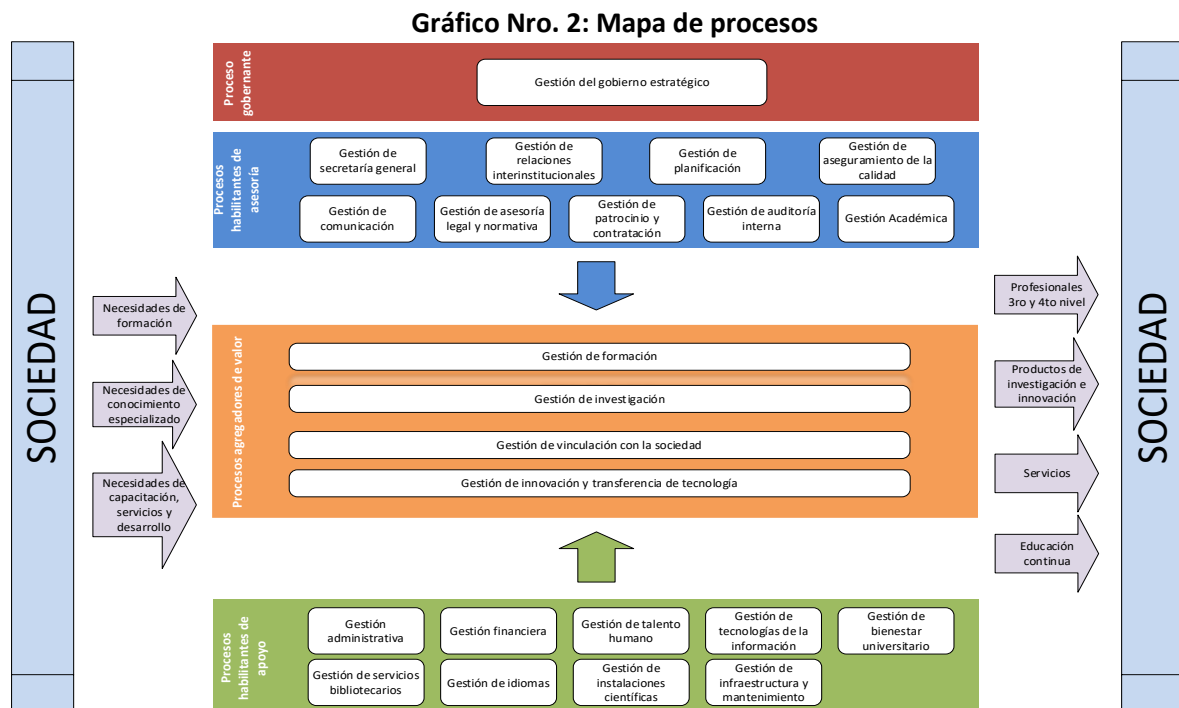 Gráfico Nro. 2: Mapa de procesos
SOCIEDAD
Necesidades de
formación
Necesidades de
conocimiento
especializado
Necesidades de
capacitación,
servicios y
desarrollo
Proceso
gobernante
Gestión del gobierno estratégico
Procesos
habilitantes de
asesoría
Gestión de
secretaría general
Gestión de
relaciones
interinstitucionales
Gestión de
planificación
Gestión de
aseguramiento de la
calidad
Gestión de
comunicación
Gestión de asesoría
legal y normativa
Gestión de
patrocinio y
contratación
Gestión de auditoría
interna
Gestión Académica
Procesos agregadores de valor
Gestión de formación
Gestión de investigación
Gestión de vinculación con la sociedad
Gestión de innovación y transferencia de tecnología
Procesos
habilitantes de
apoyo
Gestión
administrativa
Gestión financiera
Gestión de talento
humano
Gestión de
tecnologías de la
información
Gestión de
bienestar
universitario
Gestión de servicios
bibliotecarios
Gestión de idiomas
Gestión de
instalaciones
científicas
Gestión de
infraestructura y
mantenimiento
Profesionales
3ro y 4to nivel
Productos de
investigación e
innovación
Servicios
Educación
continua
SOCIEDAD